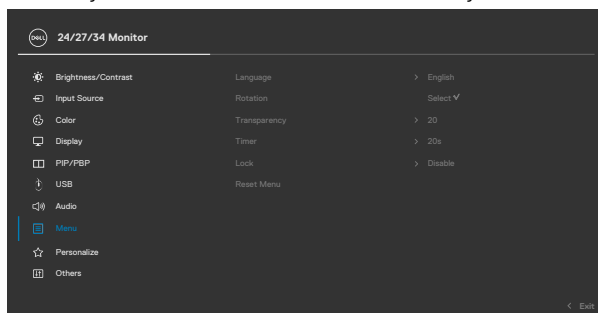 DELL 24/27/34 Monitor
Brightness/Contrast Language > English
Input Source Rotation Select
Color Transparency > 20
Display Timer > 20s
PIP/PBP Lock > Disable
USB Reset Menu
Audio
Menu
Personalize
Others
< Exit